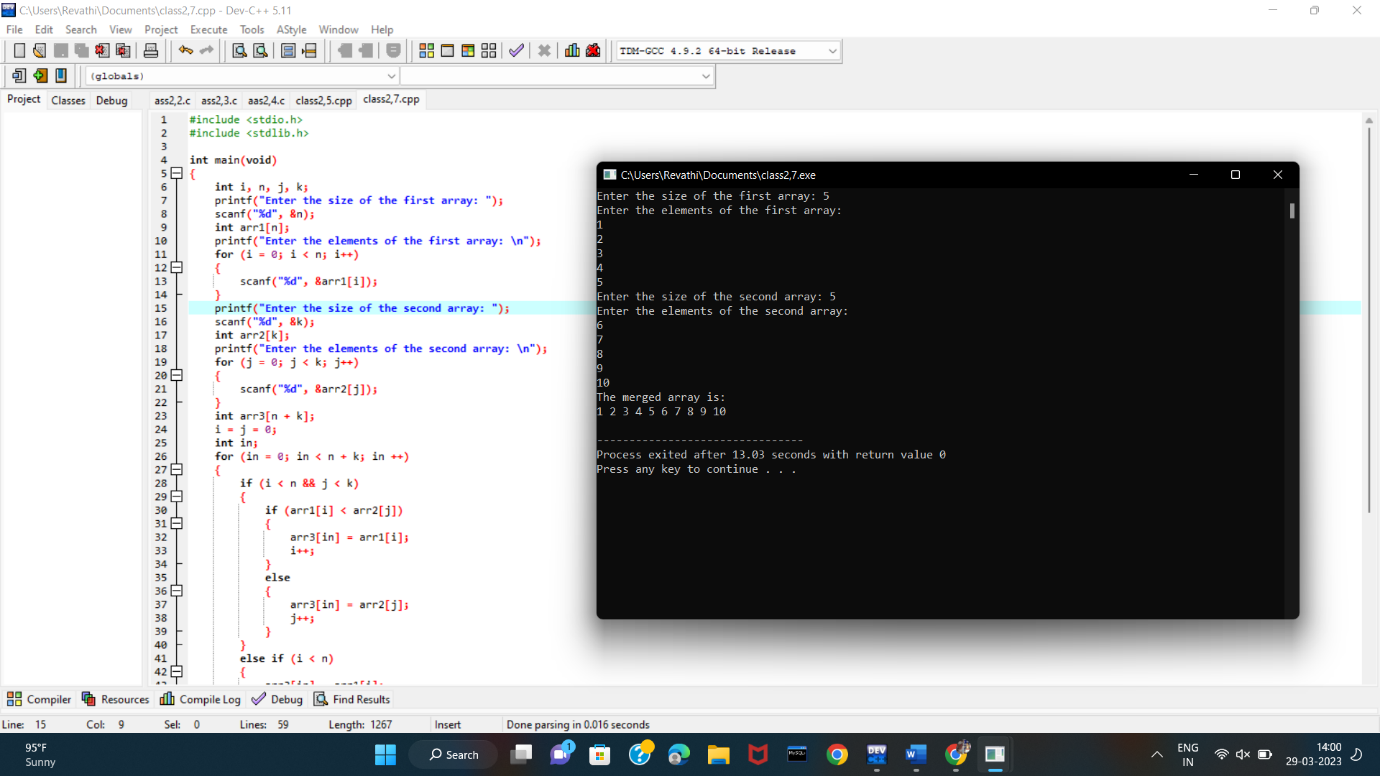 C:\Users\Revathi\Documents\class2,7.cpp - Dev-C++ 5.11
File Edit Search View Project Execute Tools AStyle Window Help
TDM-GCC 4.9.2 64-bit Release
(globals)
Project Classes Debug
ass2,2.c ass2,3.c aas2,4.c class2,5.cpp class2,7.cpp
1 #include <stdio.h>
2 #include <stdlib.h>
3
4 int main(void)
5 {
6 int i, n, j, k;
7 printf("Enter the size of the first array: ");
8 scanf("%d", &n);
9 int arr1[n];
10 printf("Enter the elements of the first array: \n");
11 for (i = 0; i < n; i++)
12 {
13 scanf("%d", &arr1[i]);
14 }
15 printf("Enter the size of the second array: ");
16 scanf("%d", &k);
17 int arr2[k];
18 printf("Enter the elements of the second array: \n");
19 for (j = 0; j < k; j++)
20 {
21 scanf("%d", &arr2[j]);
22 }
23 int arr3[n + k];
24 i = j = 0;
25 int in;
26 for (in = 0; in < n + k; in ++)
27 {
28 if (i < n && j < k)
29 {
30 if (arr1[i] < arr2[j])
31 {
32 arr3[in] = arr1[i];
33 i++;
34 }
35 else
36 {
37 arr3[in] = arr2[j];
38 j++;
39 }
40 }
41 else if (i < n)
42 {
C:\Users\Revathi\Documents\class2,7.exe
Enter the size of the first array: 5
Enter the elements of the first array:
1
2
3
4
5
Enter the size of the second array: 5
Enter the elements of the second array:
6
7
8
9
10
The merged array is:
1 2 3 4 5 6 7 8 9 10
--------------------------------
Process exited after 13.03 seconds with return value 0
Press any key to continue . . .
Compiler Resources Compile Log Debug Find Results
Line: 15 Col: 9 Sel: 0 Lines: 59 Length: 1267 Insert Done parsing in 0.016 seconds
95°F
Sunny
Search
1
DEV
ENG
IN
14:00
29-03-2023